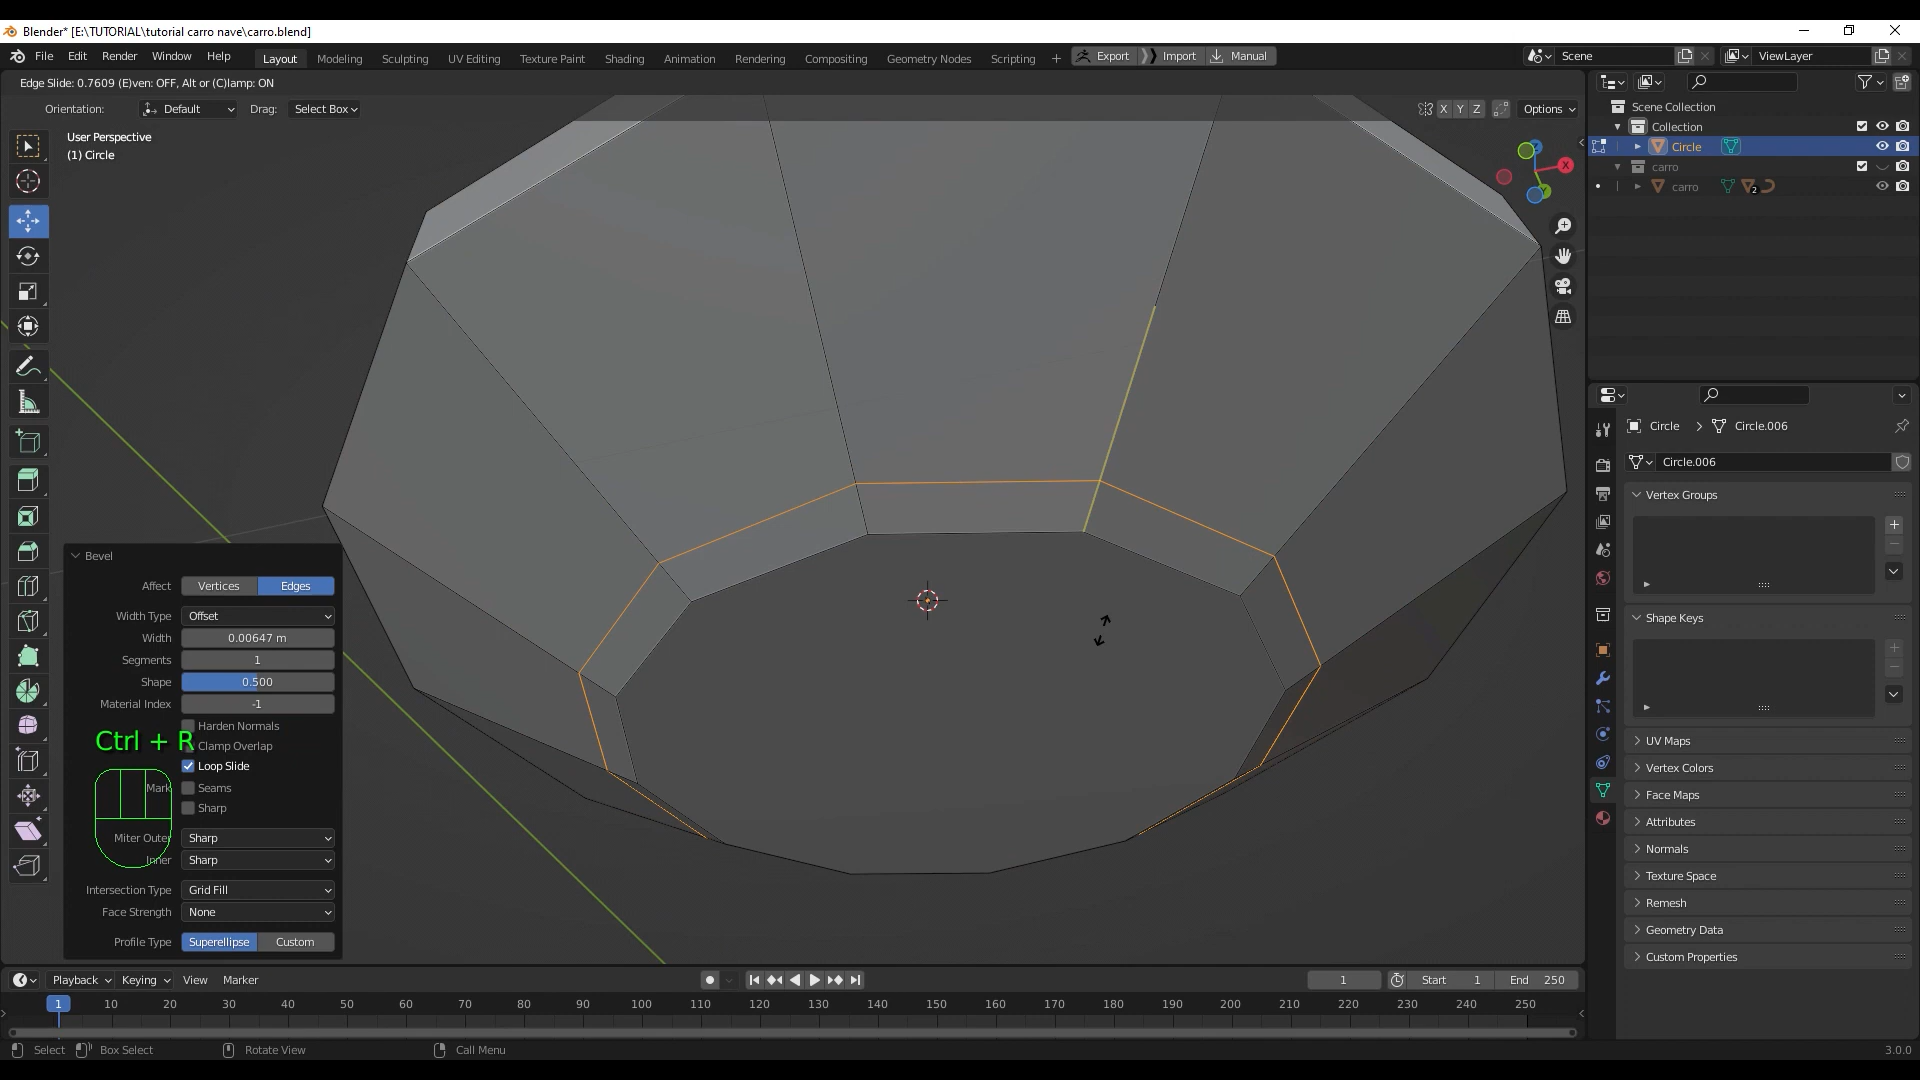 Blender* [E:\TUTORIAL\tutorial carro nave\carro.blend]
File Edit Render Window Help Layout Modeling Sculpting UV Editing Texture Paint Shading Animation Rendering Compositing Geometry Nodes Scripting + Export Import Manual Scene ViewLayer
Edge Slide: 0.7609 (E)ven: OFF, Alt or (C)lamp: ON
Orientation: Default Drag: Select Box X Y Z Options
User Perspective
(1) Circle
X
Y
Z
Scene Collection
Collection
Circle
carro
carro 2
Circle > Circle.006
Circle.006
Vertex Groups
Shape Keys
UV Maps
Vertex Colors
Face Maps
Attributes
Normals
Texture Space
Remesh
Geometry Data
Custom Properties
Bevel
Affect Vertices Edges
Width Type Offset
Width 0.00647 m
Segments 1
Shape 0.500
Material Index -1
Harden Normals
Clamp Overlap
Ctrl + R
Loop Slide
Mark Seams
Sharp
Miter Outer Sharp
Inner Sharp
Intersection Type Grid Fill
Face Strength None
Profile Type Superellipse Custom
Playback Keying View Marker 1 Start 1 End 250
1 10 20 30 40 50 60 70 80 90 100 110 120 130 140 150 160 170 180 190 200 210 220 230 240 250
Select Box Select Rotate View Call Menu 3.0.0